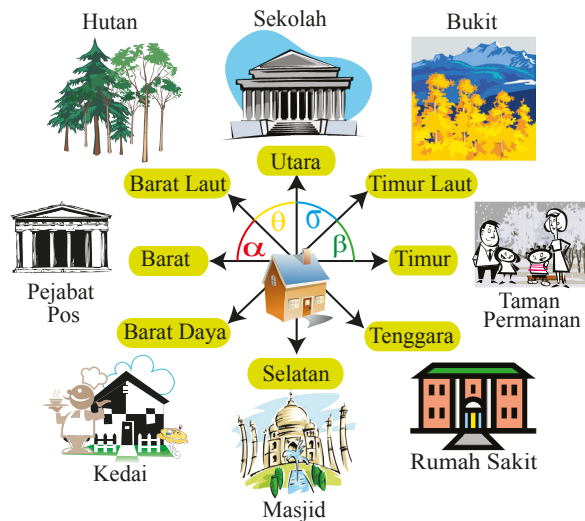 Hutan
Sekolah
Bukit
Utara
Barat Laut
Timur Laut
θ
σ
α
β
Barat
Timur
Pejabat
Pos
Taman
Permainan
Barat Daya
Tenggara
Selatan
Kedai
Masjid
Rumah Sakit